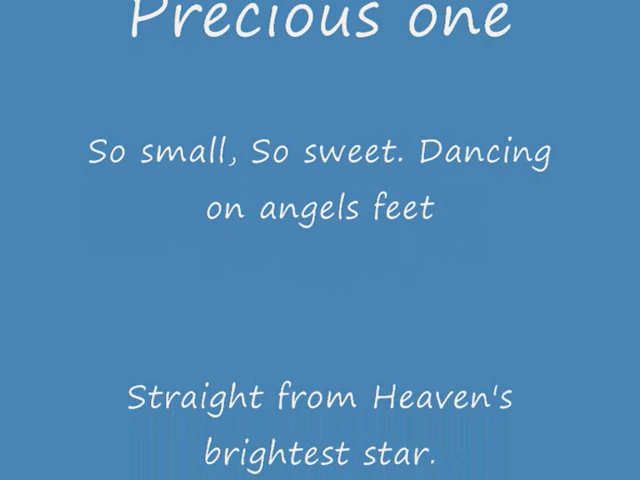 Precious one
So small, So sweet. Dancing
on angels feet
Straight from Heaven's
brightest star.